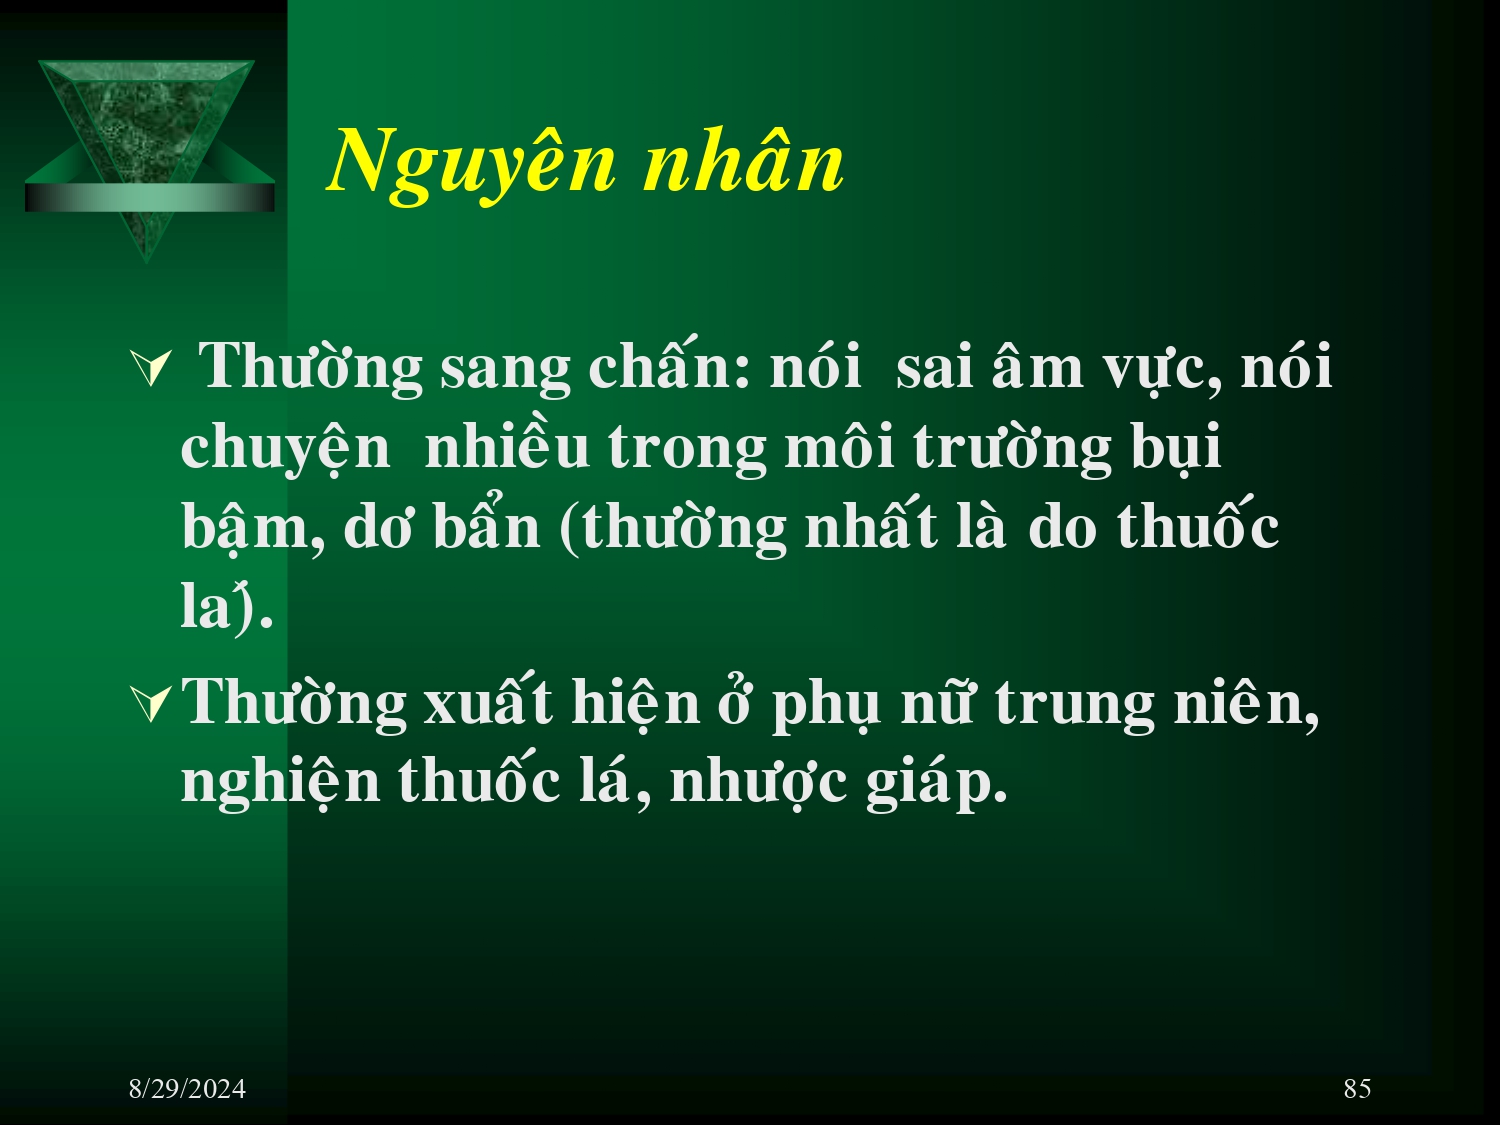 Nguyên nhân
Thường sang chấn: nói sai âm vực, nói
chuyện nhiều trong môi trường bụi
bậm, dơ bẩn (thường nhất là do thuốc
lá).
Thường xuất hiện ở phụ nữ trung niên,
nghiện thuốc lá, nhược giáp.
8/29/2024
85